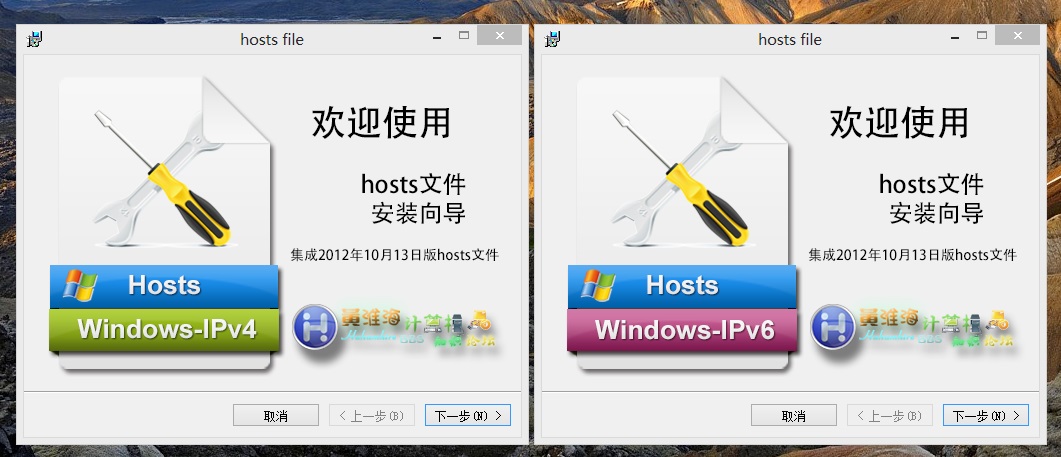 hosts file
欢迎使用
hosts文件
安装向导
集成2012年10月13日版hosts文件
Hosts
Windows-IPv4
黄淮海计算机
取消
< 上一步(B)
下一步(N) >
hosts file
欢迎使用
hosts文件
安装向导
集成2012年10月13日版hosts文件
Hosts
Windows-IPv6
黄淮海计算机
取消
< 上一步(B)
下一步(N) >